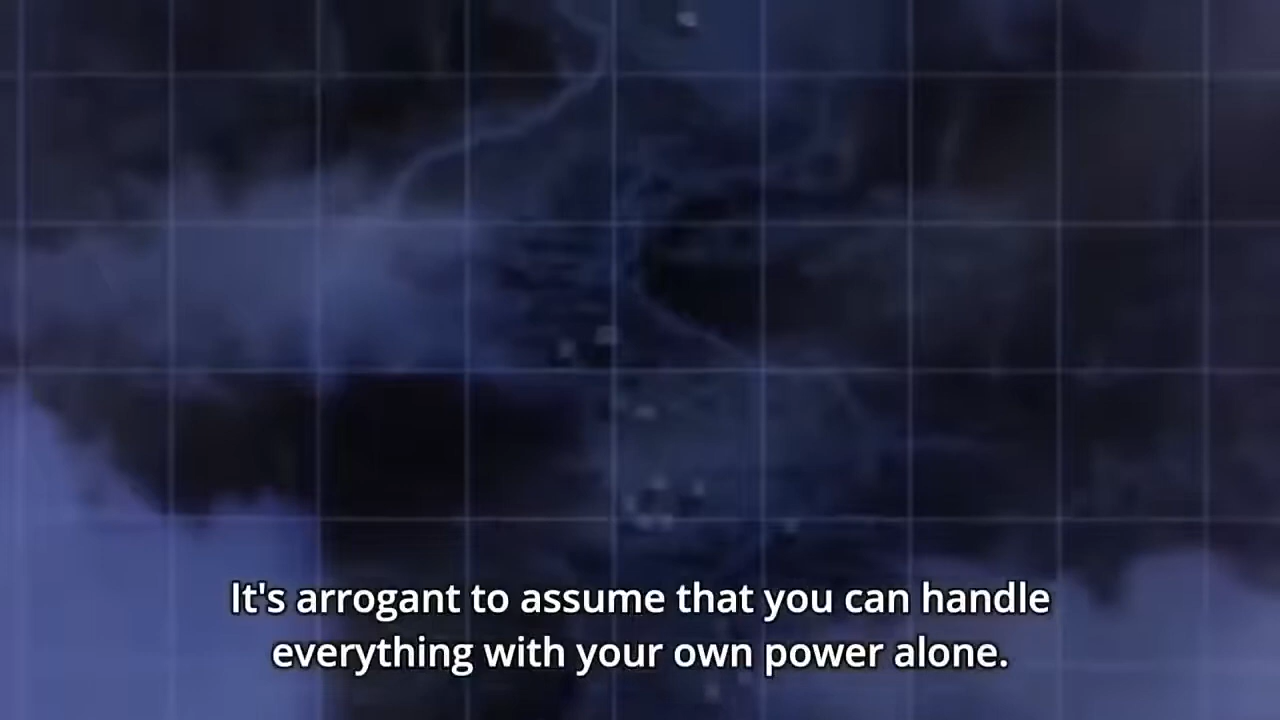 It's arrogant to assume that you can handle
everything with your own power alone.